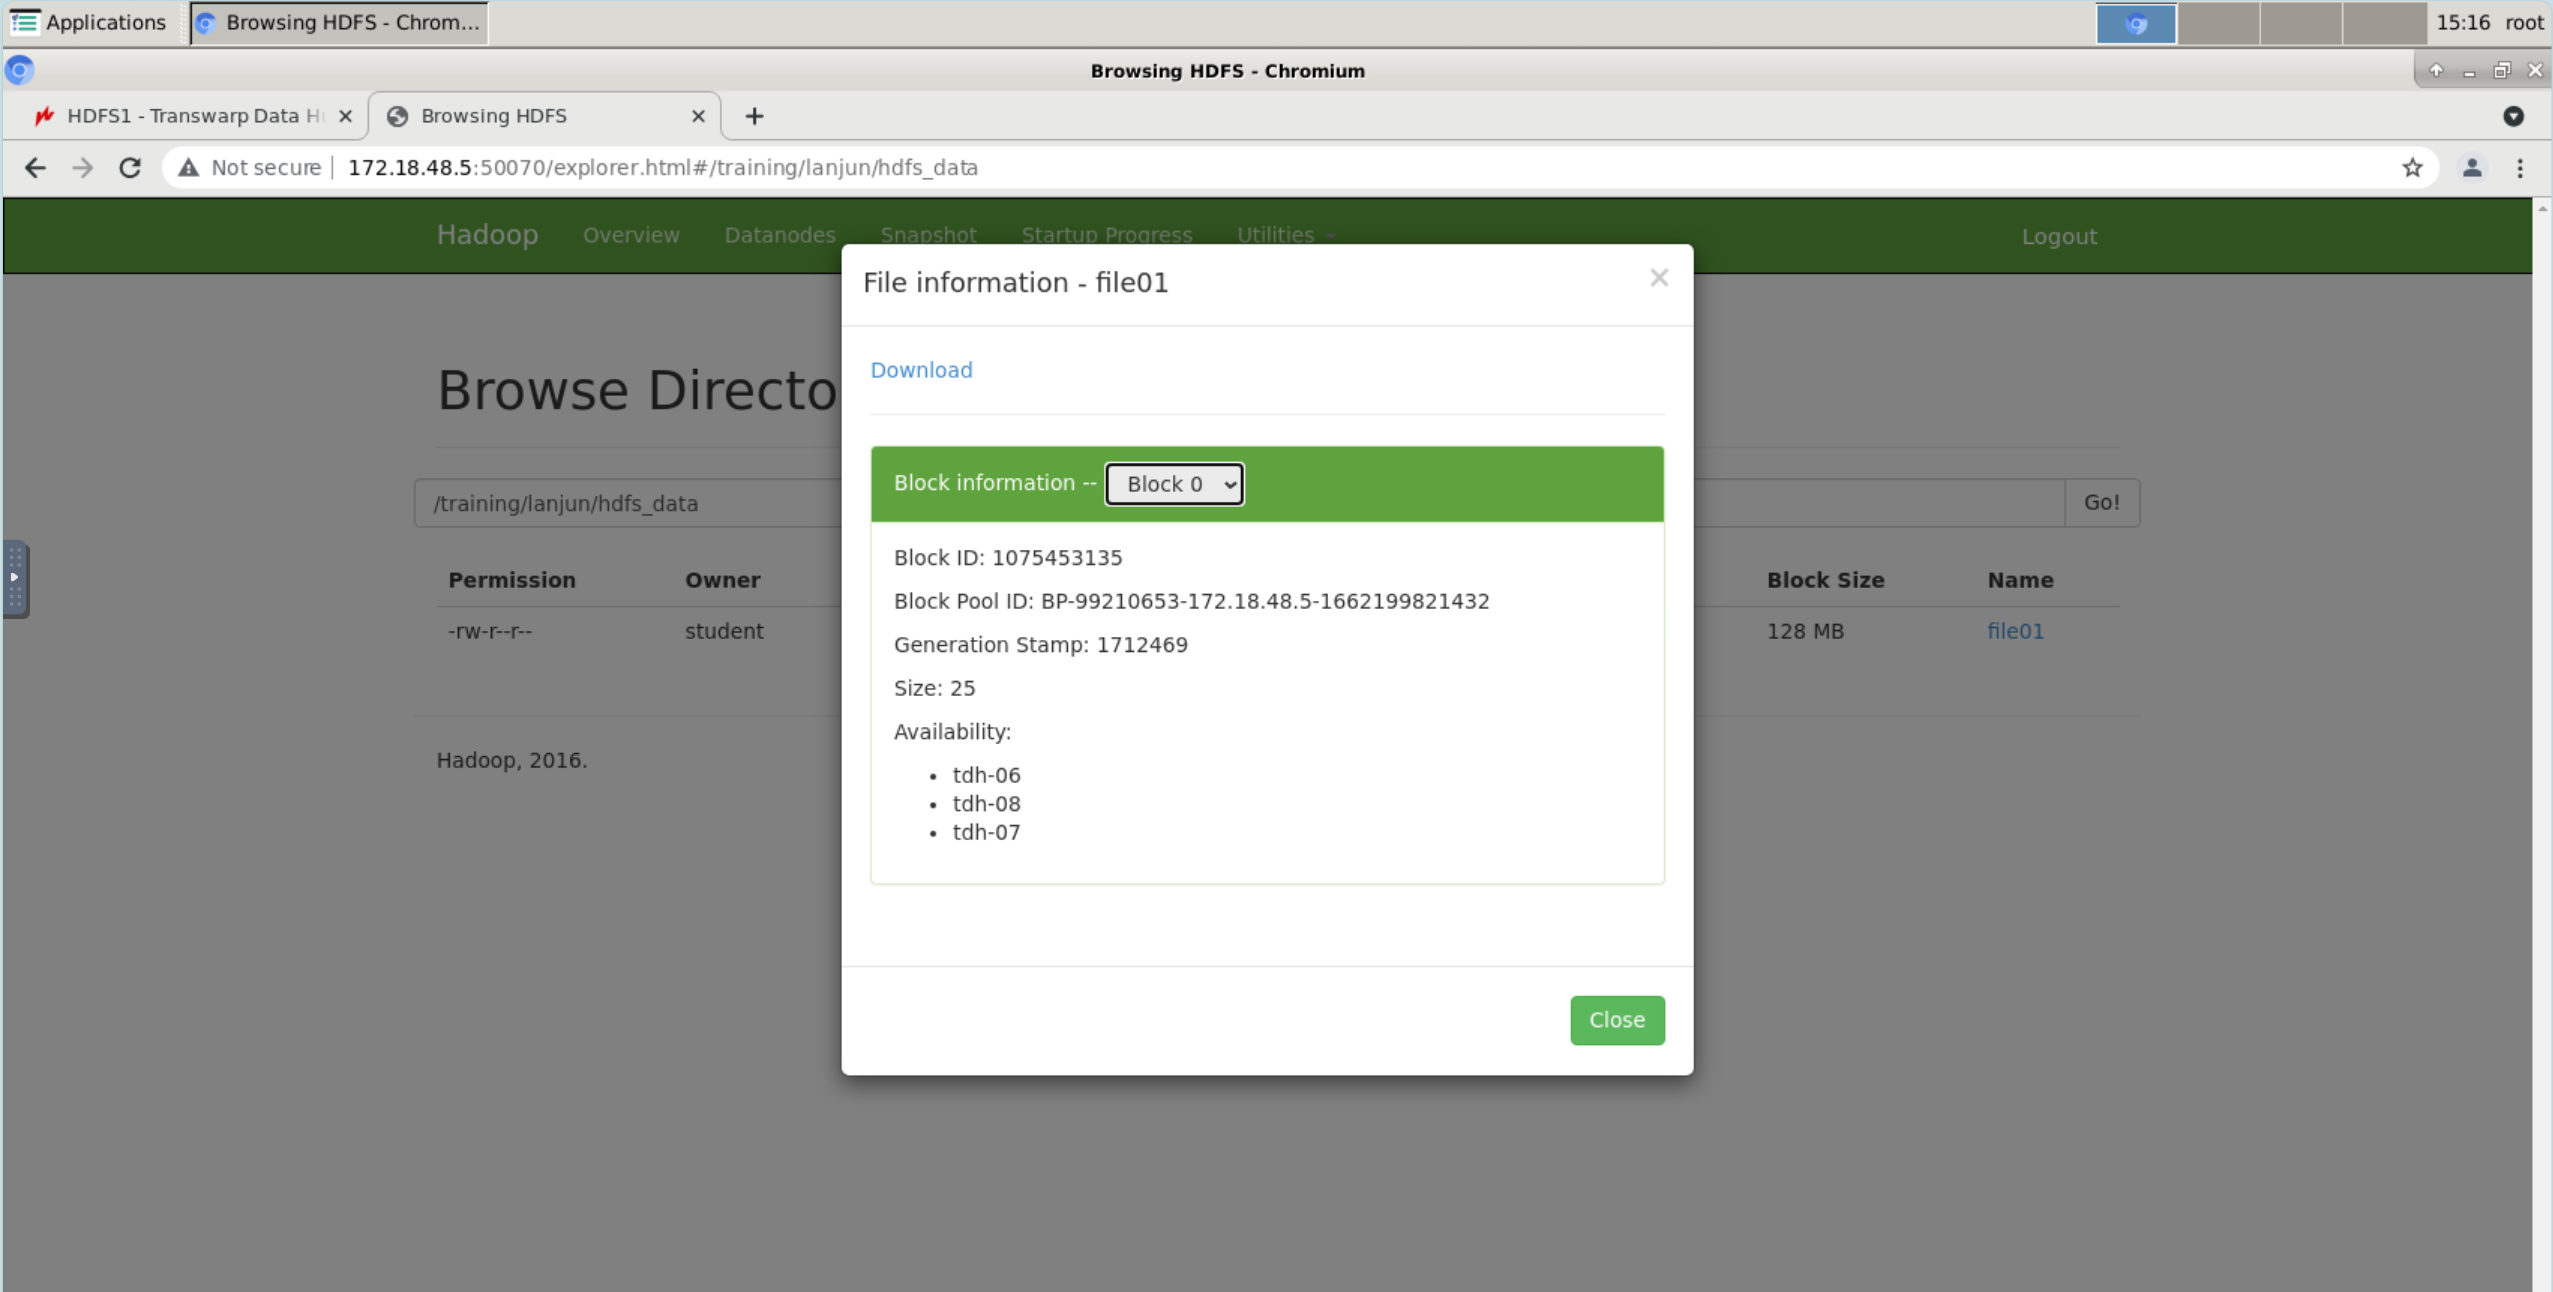 Applications
Browsing HDFS - Chrom...
15:16 root
Browsing HDFS - Chromium
HDFS1 - Transwarp Data H
Browsing HDFS
Not secure
172.18.48.5:50070/explorer.html#/training/lanjun/hdfs_data
Hadoop Overview Datanodes Snapshot Startup Progress Utilities Logout
File information - file01
Download
Browse Directo
Block information -- Block 0
/training/lanjun/hdfs_data
Go!
Block ID: 1075453135
Permission Owner
Block Size Name
Block Pool ID: BP-99210653-172.18.48.5-1662199821432
-rw-r--r-- student
128 MB file01
Generation Stamp: 1712469
Size: 25
Availability:
Hadoop, 2016.
tdh-06
tdh-08
tdh-07
Close